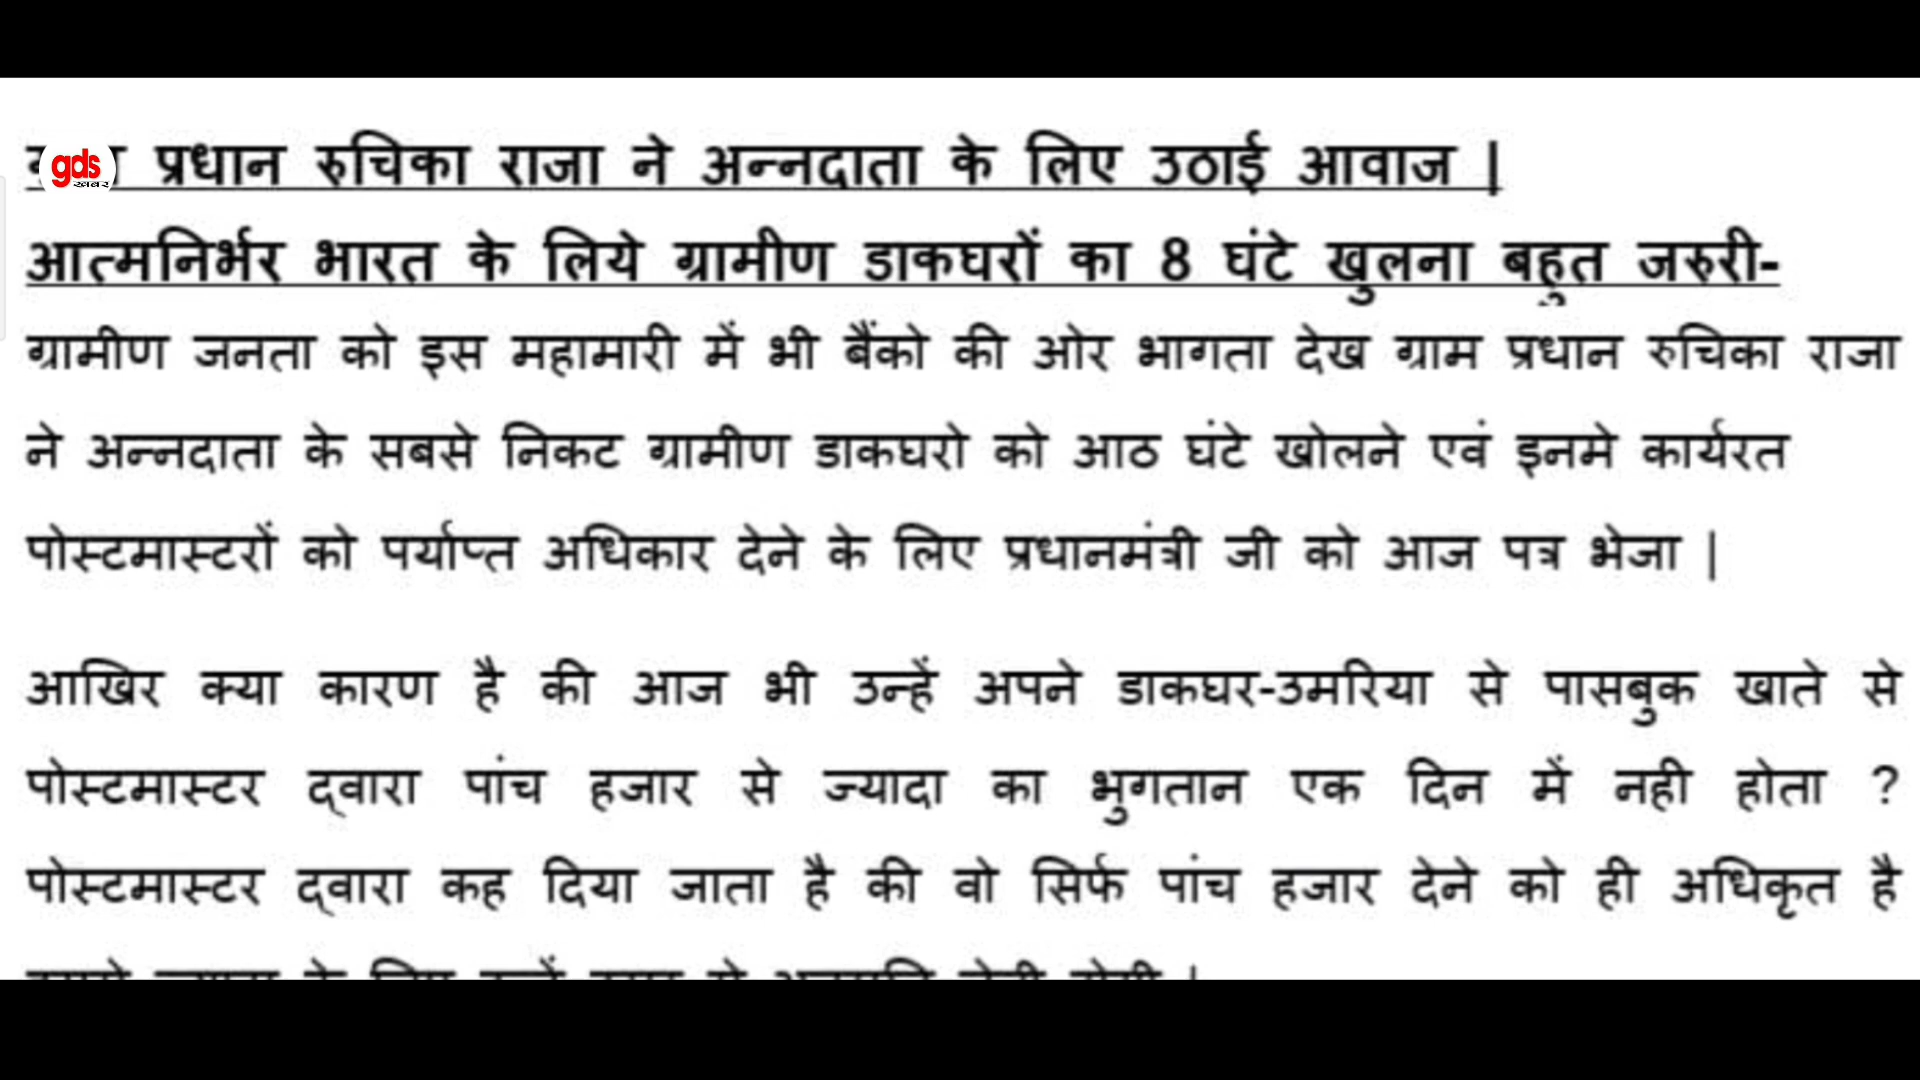 gds
खबर
प्रधान रुचिका राजा ने अन्नदाता के लिए उठाई आवाज |
आत्मनिर्भर भारत के लिये ग्रामीण डाकघरों का 8 घंटे खुलना बहुत जरुरी-
ग्रामीण जनता को इस महामारी में भी बैंको की ओर भागता देख ग्राम प्रधान रुचिका राजा
ने अन्नदाता के सबसे निकट ग्रामीण डाकघरो को आठ घंटे खोलने एवं इनमे कार्यरत
पोस्टमास्टरों को पर्याप्त अधिकार देने के लिए प्रधानमंत्री जी को आज पत्र भेजा |
आखिर क्या कारण है की आज भी उन्हें अपने डाकघर-उमरिया से पासबुक खाते से
पोस्टमास्टर द्वारा पांच हजार से ज्यादा का भुगतान एक दिन में नही होता ?
पोस्टमास्टर द्वारा कह दिया जाता है की वो सिर्फ पांच हजार देने को ही अधिकृत है